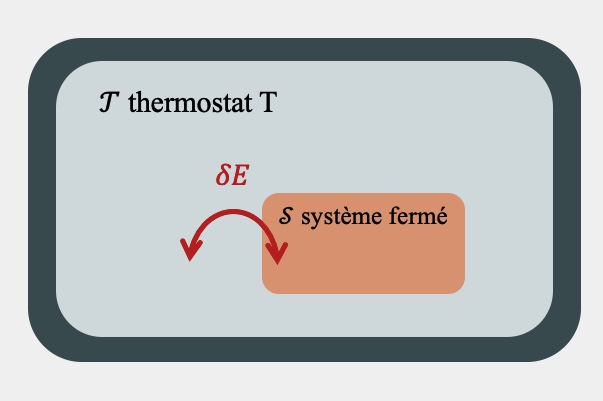 𝒯 thermostat T
δE
𝒮 système fermé